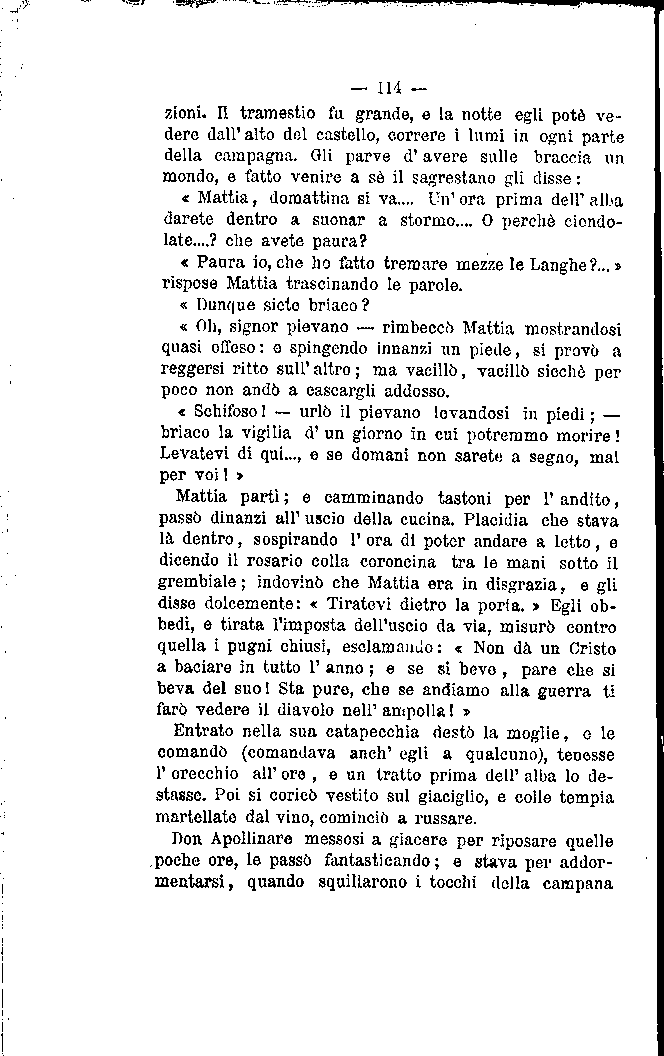 — 114 —
zioni. Il tramestio fu grande, e la notte egli potè ve-
dere dall' alto del castello, correre i lumi in ogni parte
della campagna. Gli parve d' avere sulle braccia un
mondo, e fatto venire a sè il sagrestano gli disse:
« Mattia, domattina si va.... Un' ora prima dell' alba
darete dentro a suonar a stormo.... O perchè ciondo-
late....? che avete paura?
« Paura io, che ho fatto tremare mezze le Langhe?... »
rispose Mattia trascinando le parole.
« Dunque siete briaco?
« Oh, signor pievano — rimbeccò Mattia mostrandosi
quasi offeso: e spingendo innanzi un piede, si provò a
reggersi ritto sull' altro; ma vacillò, vacillò sicchè per
poco non andò a cascargli addosso.
« Schifoso! — urlò il pievano levandosi in piedi; —
briaco la vigilia d' un giorno in cui potremmo morire!
Levatevi di qui..., e se domani non sarete a segno, mal
per voi! »
Mattia partì; e camminando tastoni per l' andito,
passò dinanzi all' uscio della cucina. Placidia che stava
là dentro, sospirando l' ora di poter andare a letto, e
dicendo il rosario colla coroncina tra le mani sotto il
grembiale; indovinò che Mattia era in disgrazia, e gli
disse dolcemente: « Tiratevi dietro la porta. » Egli ob-
bedì, e tirata l'imposta dell'uscio da via, misurò contro
quella i pugni chiusi, esclamando: « Non dà un Cristo
a baciare in tutto l' anno; e se si beve, pare che si
beva del suo! Sta pure, che se andiamo alla guerra ti
farò vedere il diavolo nell' ampolla! »
Entrato nella sua catapecchia destò la moglie, e le
comandò (comandava anch' egli a qualcuno), tenesse
l' orecchio all' ore, e un tratto prima dell' alba lo de-
stasse. Poi si coricò vestito sul giaciglio, e colle tempia
martellate dal vino, cominciò a russare.
Don Apollinare messosi a giacere per riposare quelle
poche ore, le passò fantasticando; e stava per addor-
mentarsi, quando squillarono i tocchi della campana